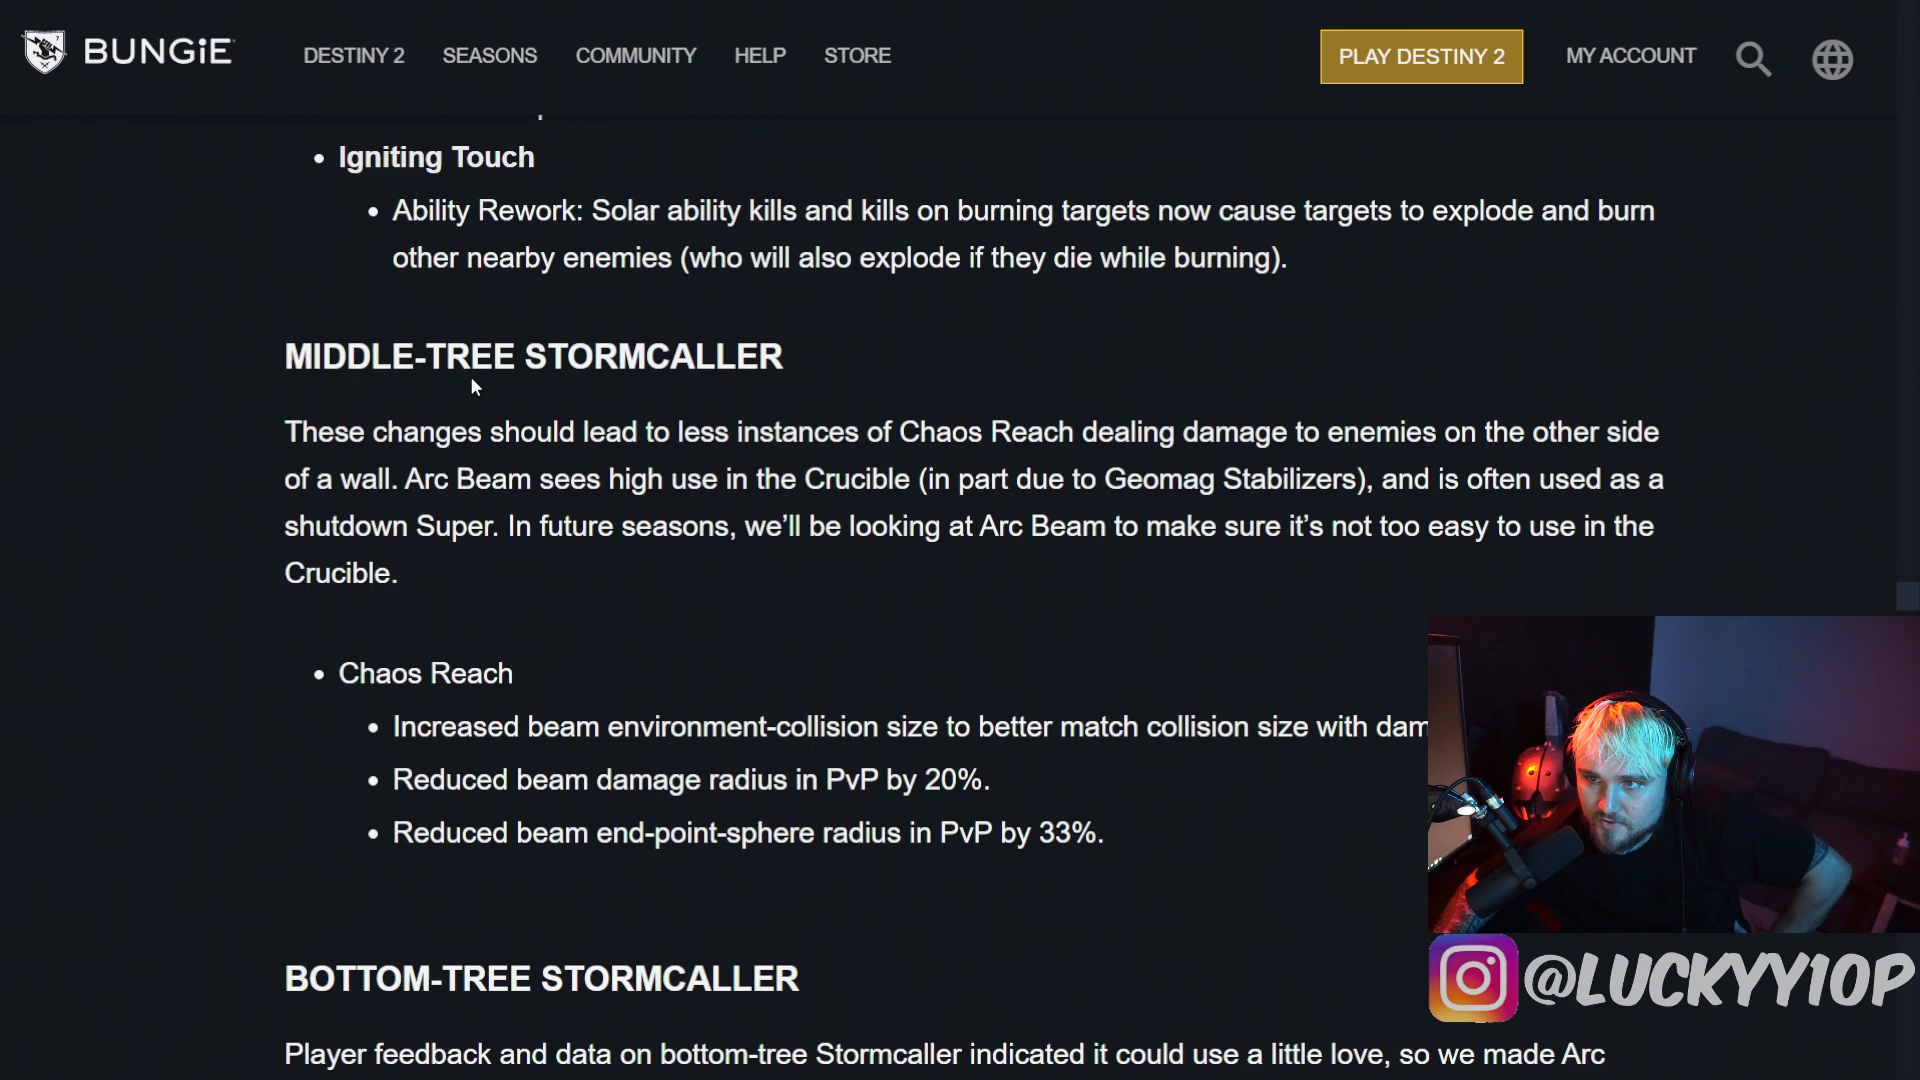 BUNGiE
DESTINY 2 SEASONS COMMUNITY HELP STORE
PLAY DESTINY 2 MY ACCOUNT
• Igniting Touch
• Ability Rework: Solar ability kills and kills on burning targets now cause targets to explode and burn
other nearby enemies (who will also explode if they die while burning).
MIDDLE-TREE STORMCALLER
These changes should lead to less instances of Chaos Reach dealing damage to enemies on the other side
of a wall. Arc Beam sees high use in the Crucible (in part due to Geomag Stabilizers), and is often used as a
shutdown Super. In future seasons, we’ll be looking at Arc Beam to make sure it’s not too easy to use in the
Crucible.
• Chaos Reach
• Increased beam environment-collision size to better match collision size with dam
• Reduced beam damage radius in PvP by 20%.
• Reduced beam end-point-sphere radius in PvP by 33%.
@LUCKYY10P
BOTTOM-TREE STORMCALLER
Player feedback and data on bottom-tree Stormcaller indicated it could use a little love, so we made Arc